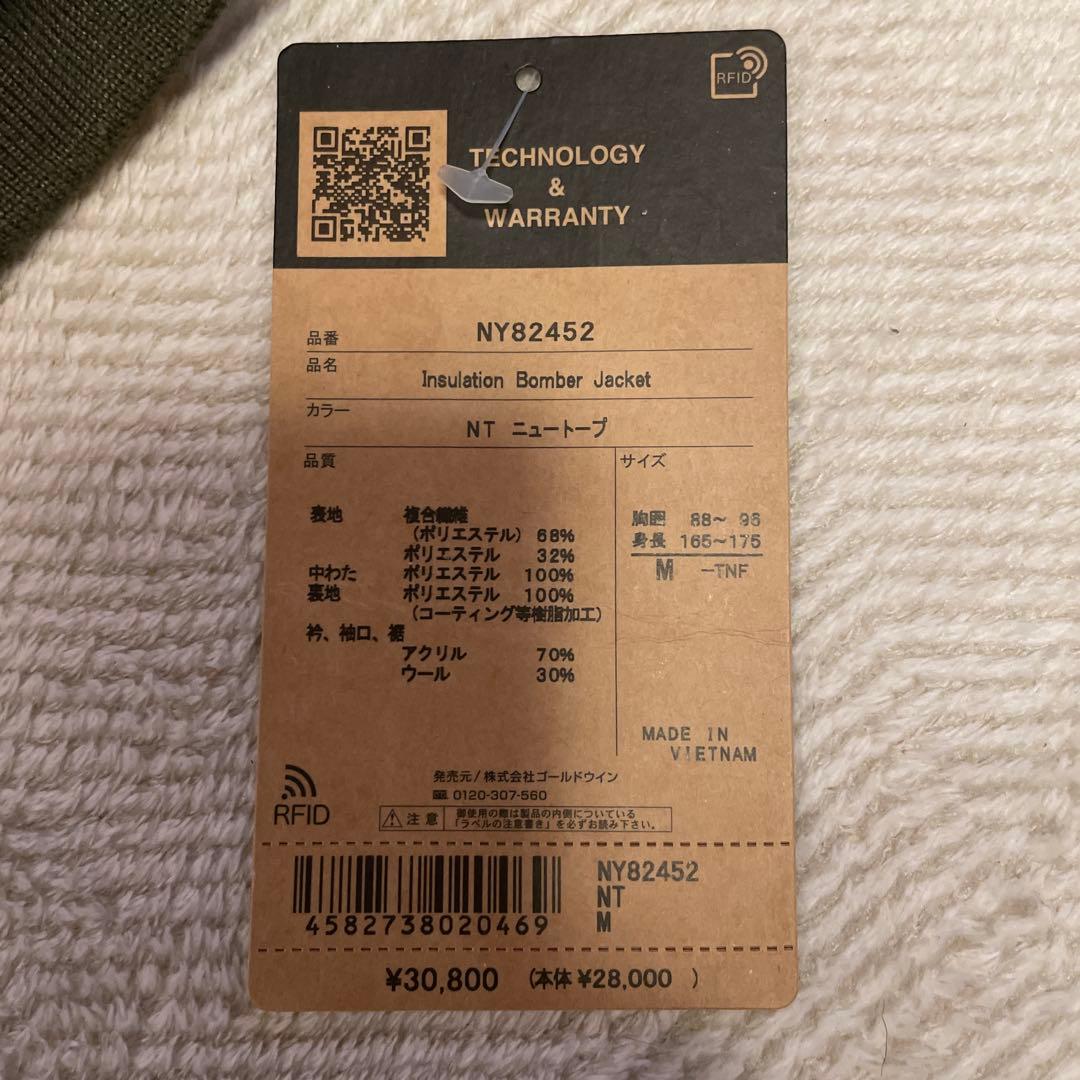 RFID
TECHNOLOGY
&
WARRANTY
品番 NY82452
品名 Insulation Bomber Jacket
カラー NT ニュートープ
品質
表地 複合繊維
(ポリエステル) 68%
ポリエステル 32%
中わた ポリエステル 100%
裏地 ポリエステル 100%
(コーティング等樹脂加工)
衿、袖口、裾
アクリル 70%
ウール 30%
サイズ
胸囲 88~ 96
身長 165~175
M -TNF
MADE IN
VIETNAM
発売元/株式会社ゴールドウイン
0120-307-560
RFID
注意 御使用の際は製品の内側についている
「ラベルの注意書き」を必ずお読み下さい。
4582738020469
NY82452
NT
M
¥30,800 (本体¥28,000 )